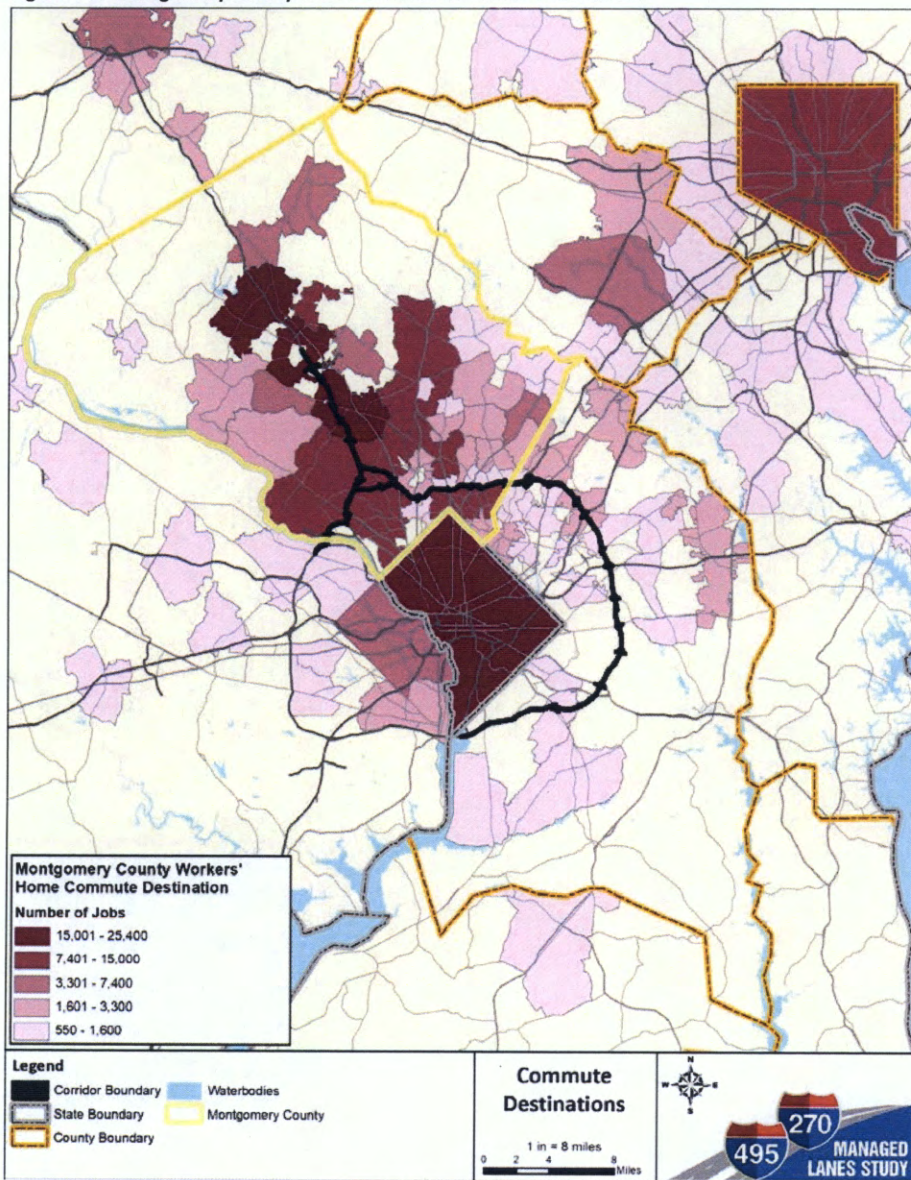 Montgomery County Workers'
Home Commute Destination
Number of Jobs
15,001 - 25,400
7,401 - 15,000
3,301 - 7,400
1,601 - 3,300
550 - 1,600
Legend
Corridor Boundary
Waterbodies
State Boundary
Montgomery County
County Boundary
Commute
Destinations
1 in = 8 miles
0 2 4 8
Miles
N
W E
S
495
270
MANAGED
LANES STUDY